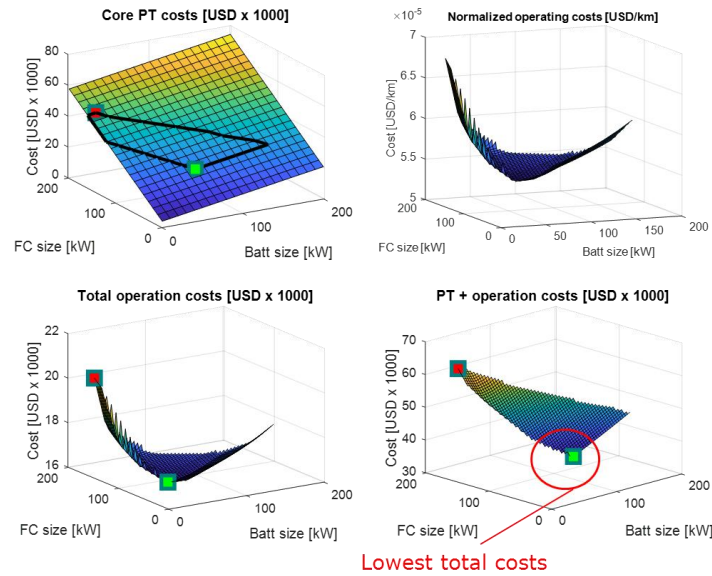 Core PT costs [USD x 1000]
Cost [USD x 1000]
80
60
40
20
0
200
100
0
FC size [kW]
0
100
200
Batt size [kW]
Normalized operating costs [USD/km]
×10⁻⁵
Cost [USD/km]
7
6.5
6
5.5
5
200
100
0
FC size [kW]
0
50
100
150
200
Batt size [kW]
Total operation costs [USD x 1000]
Cost [USD x 1000]
22
20
18
16
200
100
0
FC size [kW]
0
100
200
Batt size [kW]
PT + operation costs [USD x 1000]
Cost [USD x 1000]
70
60
50
40
30
200
100
0
FC size [kW]
0
100
200
Batt size [kW]
Lowest total costs